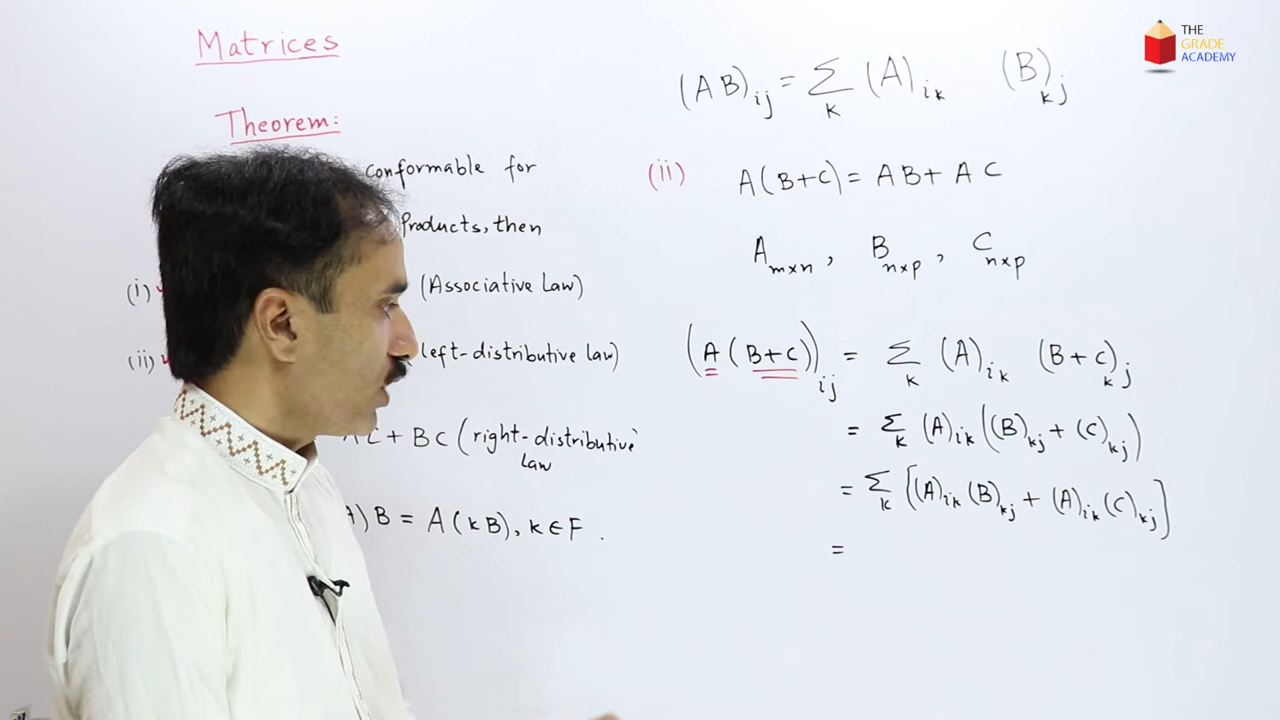 Matrices
Theorem:
conformable for
Products, then
(i) (Associative Law)
(ii) left-distributive law)
AC + BC (right-distributive
Law
A) B = A(kB), k ∈ F .
THE
GRADE
ACADEMY
(AB)ij = Σk (A)ik (B)kj
(ii) A(B+C) = AB + AC
Am×n , Bn×p , Cn×p
(A(B+C))ij = Σk (A)ik (B+C)kj
= Σk (A)ik ((B)kj + (C)kj)
= Σk [(A)ik (B)kj + (A)ik (C)kj]
=